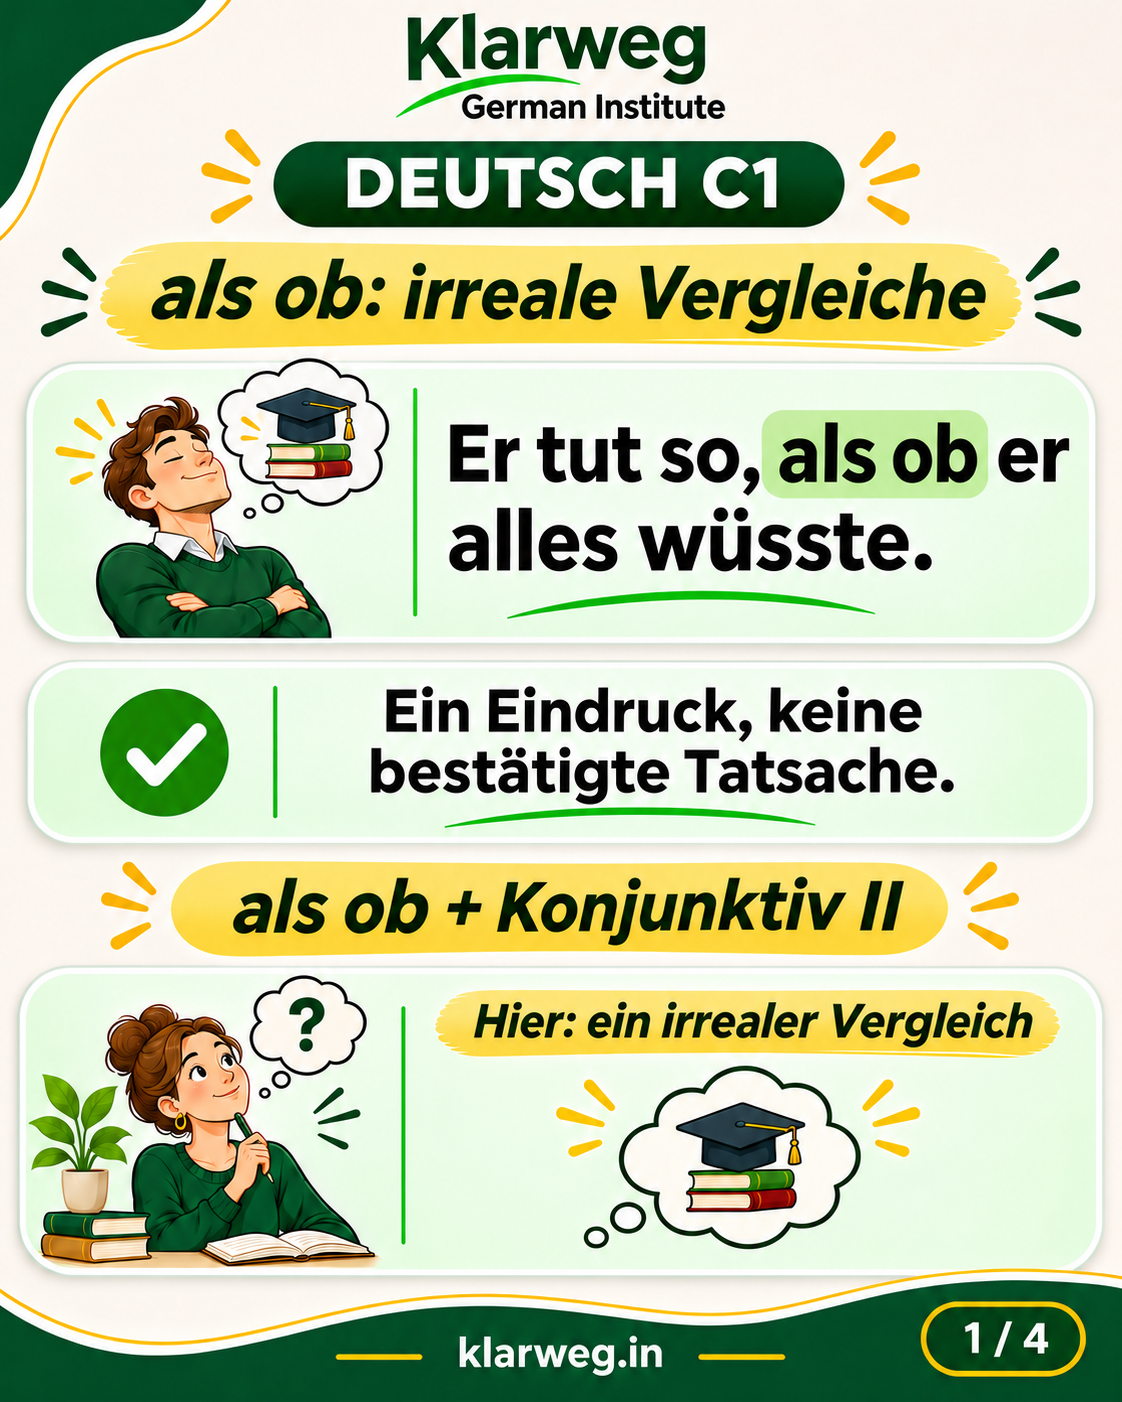 Klarweg
German Institute
DEUTSCH C1
als ob: irreale Vergleiche
Er tut so, als ob er
alles wüsste.
Ein Eindruck, keine
bestätigte Tatsache.
als ob + Konjunktiv II
?
Hier: ein irrealer Vergleich
klarweg.in
1 / 4